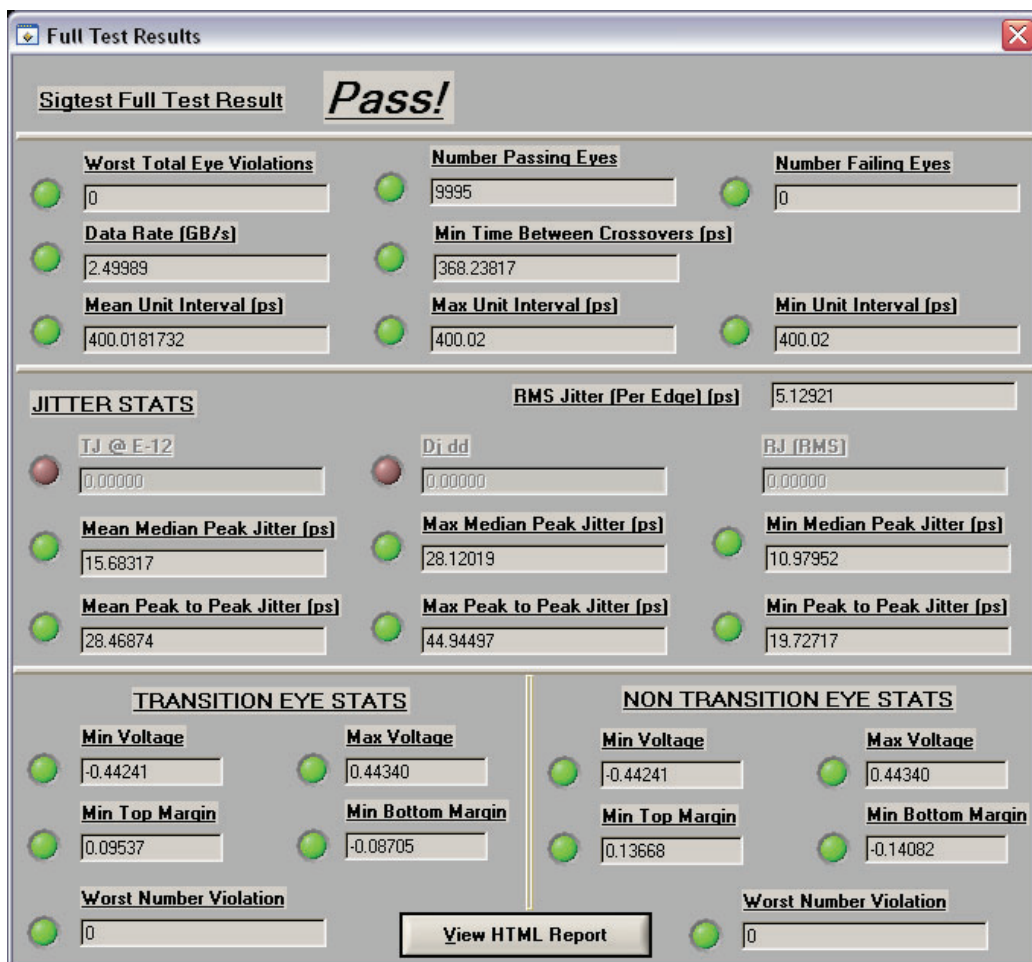 Full Test Results
Sigtest Full Test Result Pass!
Worst Total Eye Violations Number Passing Eyes Number Failing Eyes
0 9995 0
Data Rate (GB/s) Min Time Between Crossovers (ps)
2.49989 368.23817
Mean Unit Interval (ps) Max Unit Interval (ps) Min Unit Interval (ps)
400.0181732 400.02 400.02
JITTER STATS RMS Jitter (Per Edge) (ps) 5.12921
TJ @ E-12 Dj dd RJ (RMS)
0.00000 0.00000 0.00000
Mean Median Peak Jitter (ps) Max Median Peak Jitter (ps) Min Median Peak Jitter (ps)
15.68317 28.12019 10.97952
Mean Peak to Peak Jitter (ps) Max Peak to Peak Jitter (ps) Min Peak to Peak Jitter (ps)
28.46874 44.94497 19.72717
TRANSITION EYE STATS
Min Voltage Max Voltage
-0.44241 0.44340
Min Top Margin Min Bottom Margin
0.09537 -0.08705
Worst Number Violation
0
NON TRANSITION EYE STATS
Min Voltage Max Voltage
-0.44241 0.44340
Min Top Margin Min Bottom Margin
0.13668 -0.14082
Worst Number Violation
0
View HTML Report